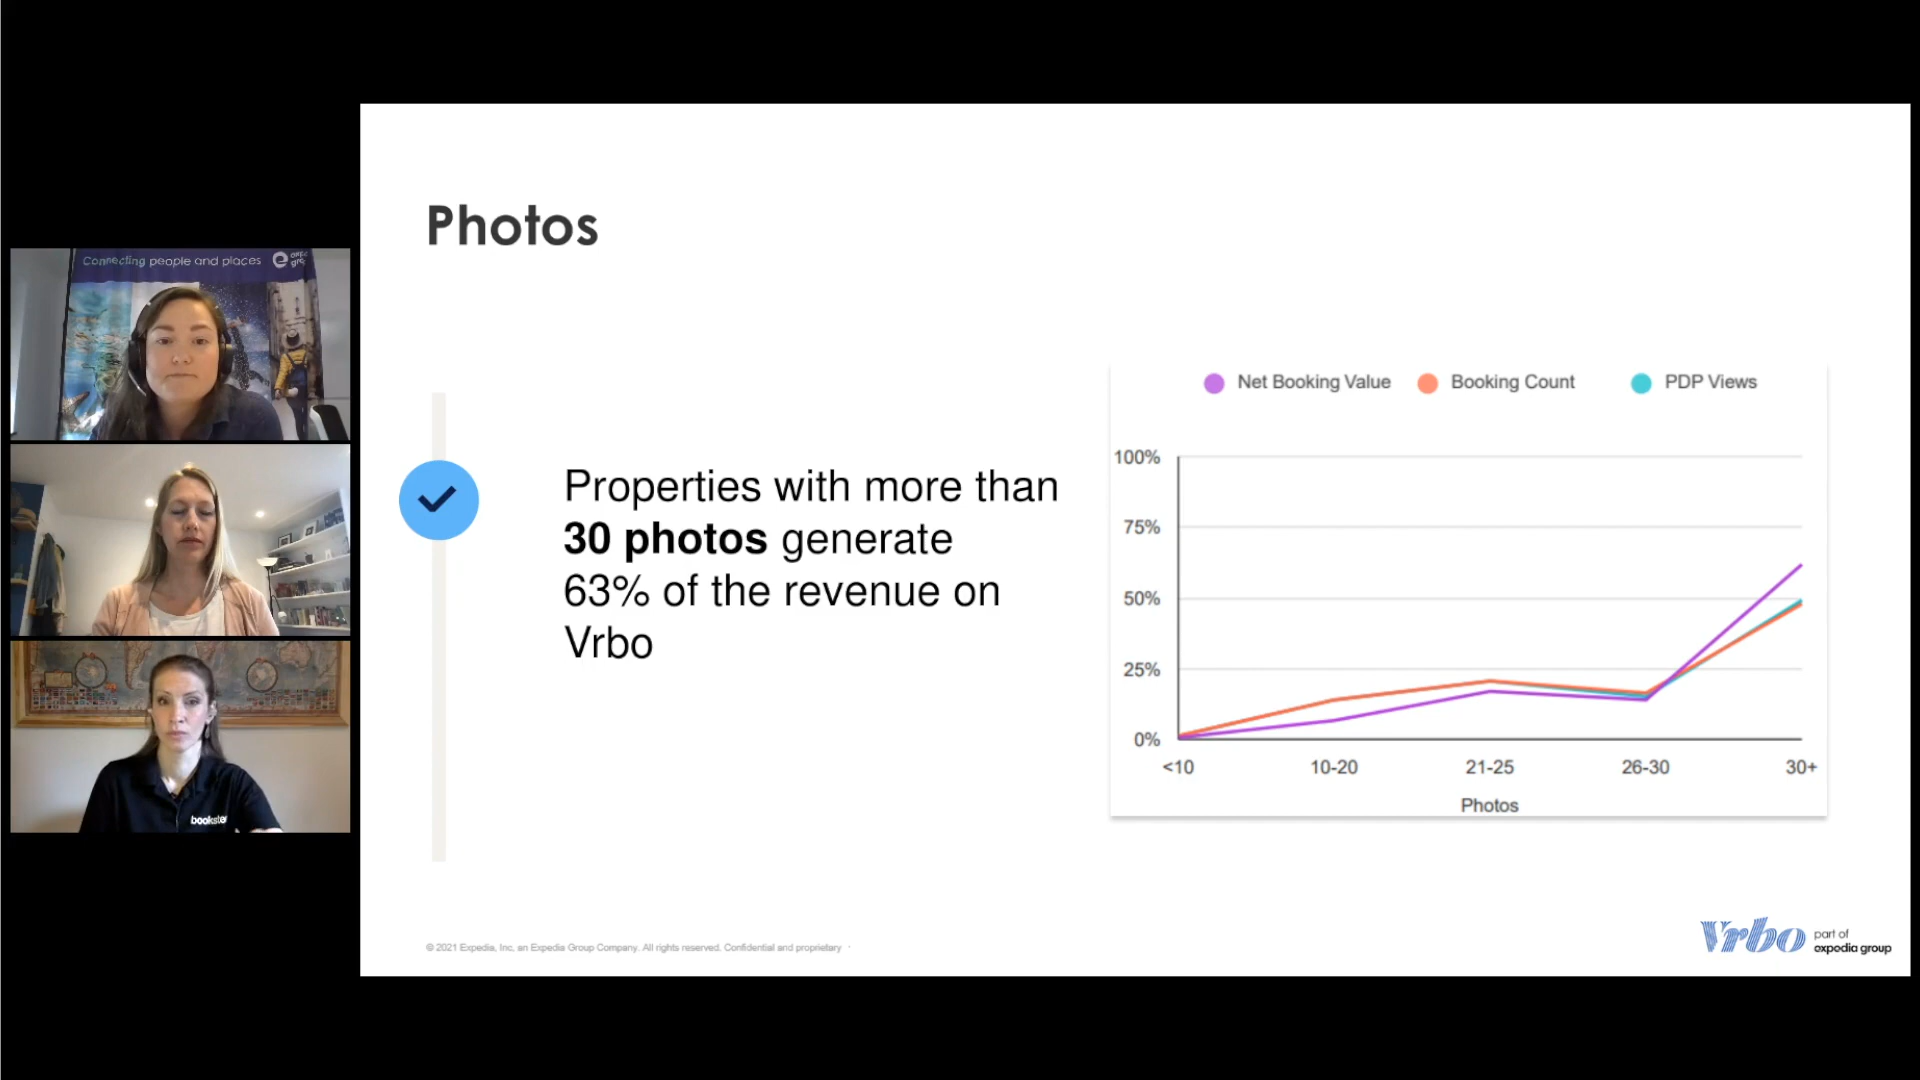 Connecting people and places
Photos
Properties with more than
30 photos generate
63% of the revenue on
Vrbo
Net Booking Value
Booking Count
PDP Views
100%
75%
50%
25%
0%
<10
10-20
21-25
26-30
30+
Photos
© 2021 Expedia, Inc, an Expedia Group Company. All rights reserved. Confidential and proprietary
Vrbo
part of
expedia group